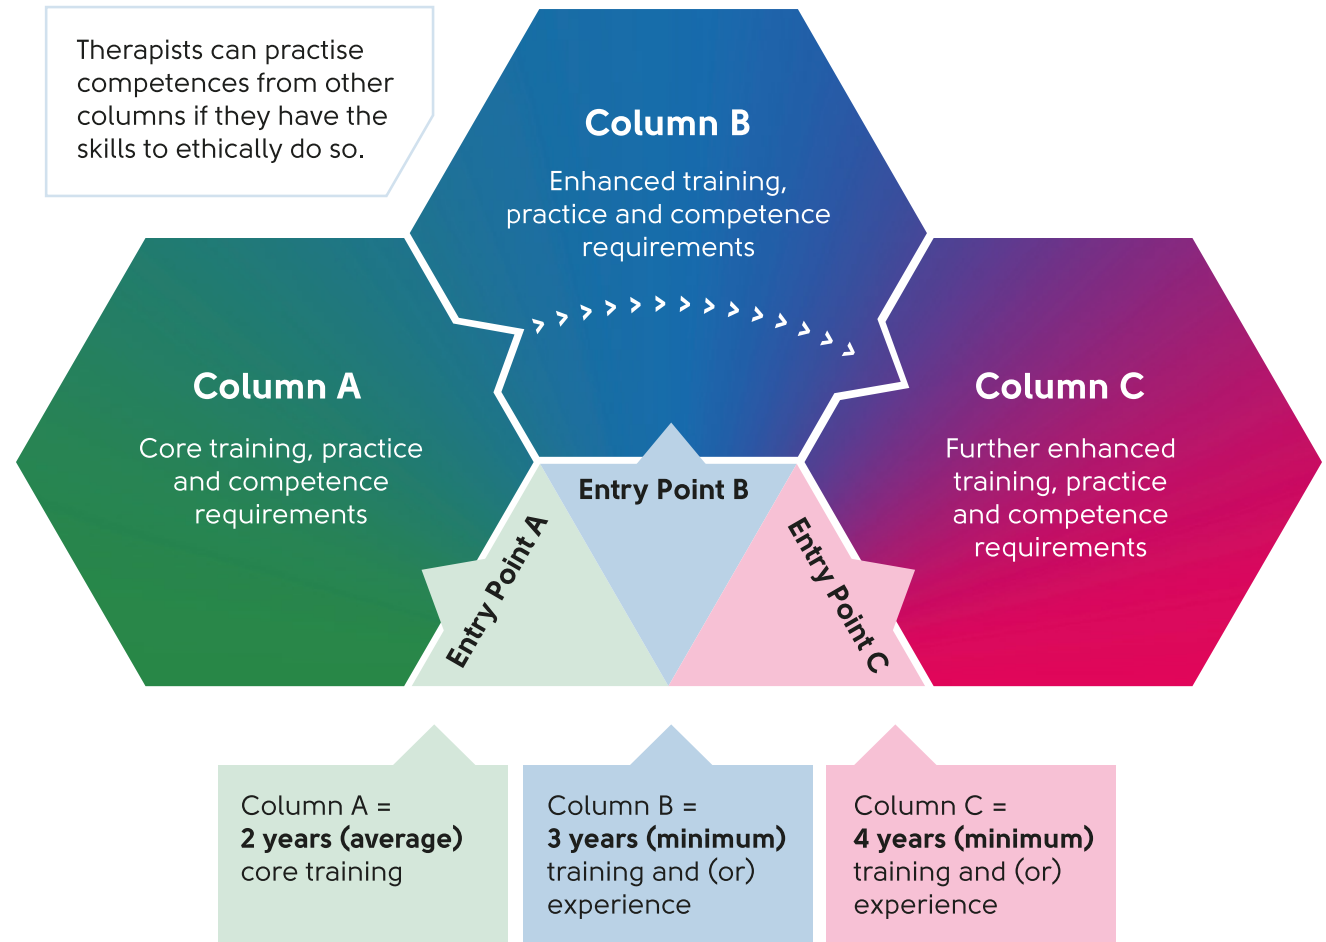 Therapists can practise
competences from other
columns if they have the
skills to ethically do so.
Column B
Enhanced training,
practice and competence
requirements
Column A
Core training, practice
and competence
requirements
Column C
Further enhanced
training, practice
and competence
requirements
Entry Point A
Entry Point B
Entry Point C
Column A =
2 years (average)
core training
Column B =
3 years (minimum)
training and (or)
experience
Column C =
4 years (minimum)
training and (or)
experience